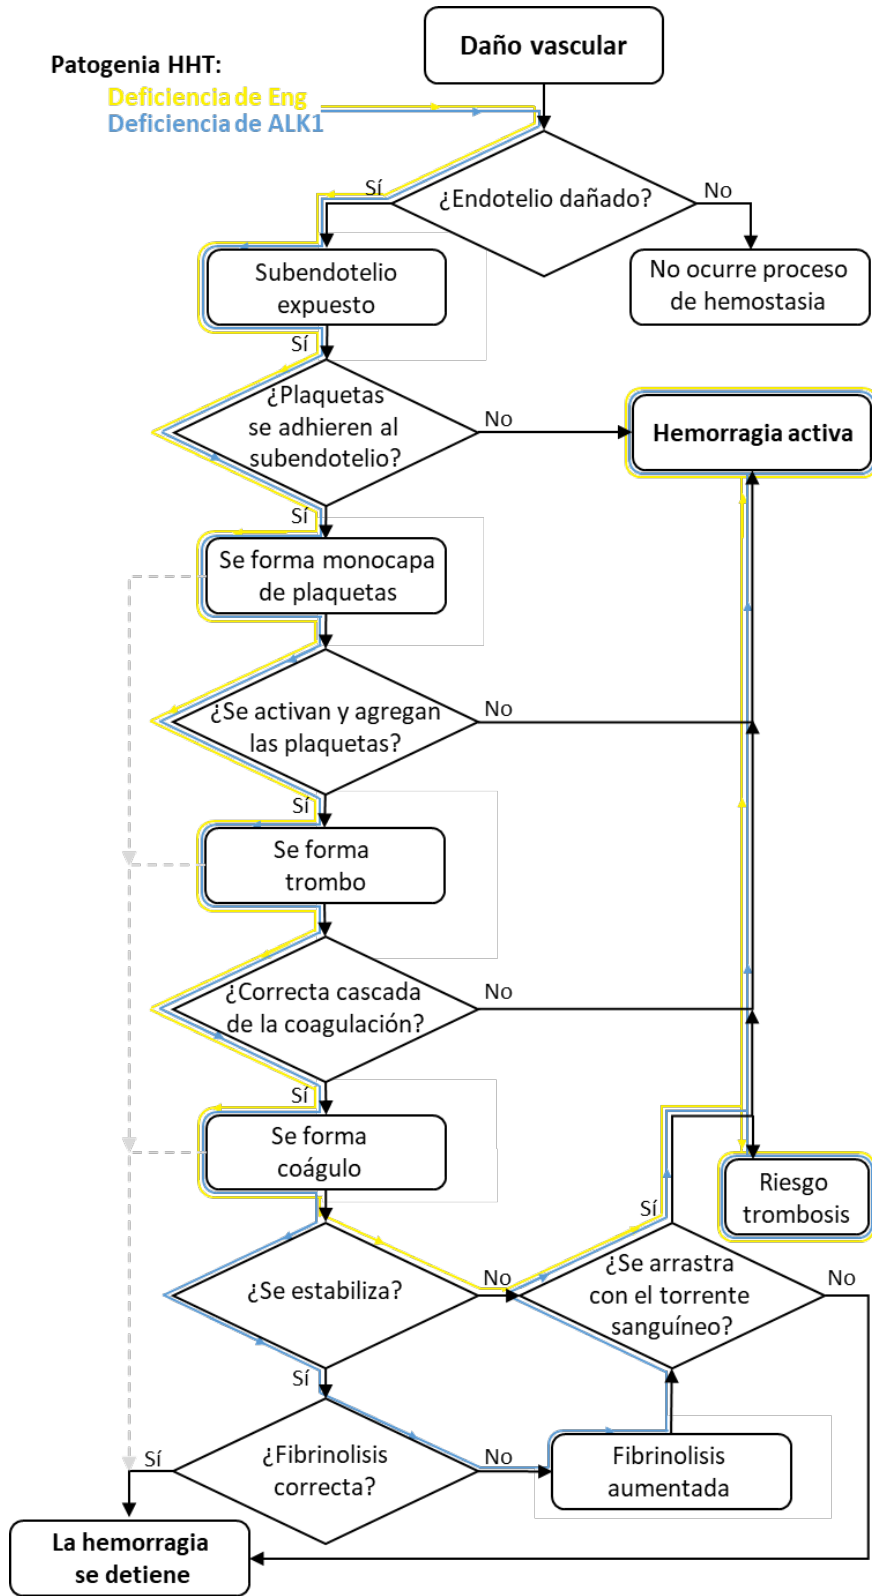 Daño vascular
Patogenia HHT:
Deficiencia de Eng
Deficiencia de ALK1
¿Endotelio dañado?
Sí
No
Subendotelio
expuesto
No ocurre proceso
de hemostasia
Sí
¿Plaquetas
se adhieren al
subendotelio?
No
Hemorragia activa
Sí
Se forma monocapa
de plaquetas
¿Se activan y agregan
las plaquetas?
No
Sí
Se forma
trombo
¿Correcta cascada
de la coagulación?
No
Sí
Se forma
coágulo
Riesgo
trombosis
Sí
¿Se estabiliza?
No
¿Se arrastra
con el torrente
sanguíneo?
No
Sí
Sí
¿Fibrinolisis
correcta?
No
Fibrinolisis
aumentada
La hemorragia
se detiene